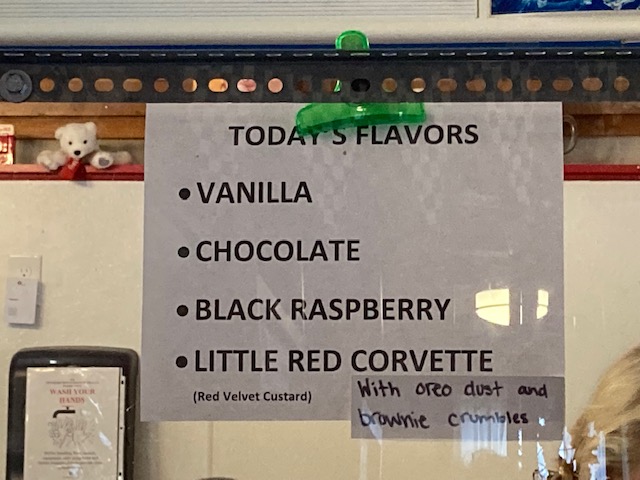 TODAY'S FLAVORS
• VANILLA
• CHOCOLATE
• BLACK RASPBERRY
• LITTLE RED CORVETTE
(Red Velvet Custard)
With oreo dust and
brownie crumbles
WASH YOUR
HANDS